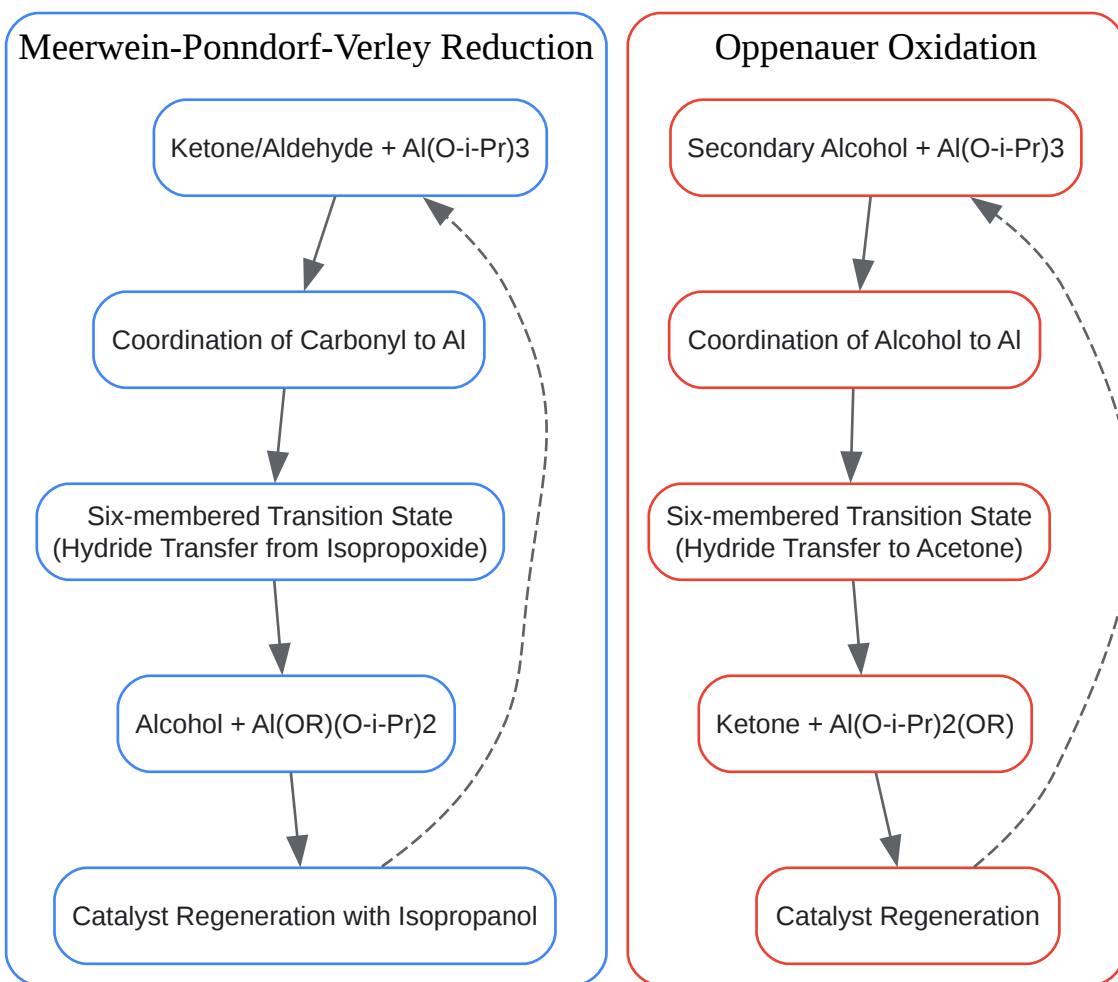 Meerwein-Ponndorf-Verley Reduction
Ketone/Aldehyde + Al(O-i-Pr)3
Coordination of Carbonyl to Al
Six-membered Transition State
(Hydride Transfer from Isopropoxide)
Alcohol + Al(OR)(O-i-Pr)2
Catalyst Regeneration with Isopropanol
Oppenauer Oxidation
Secondary Alcohol + Al(O-i-Pr)3
Coordination of Alcohol to Al
Six-membered Transition State
(Hydride Transfer to Acetone)
Ketone + Al(O-i-Pr)2(OR)
Catalyst Regeneration